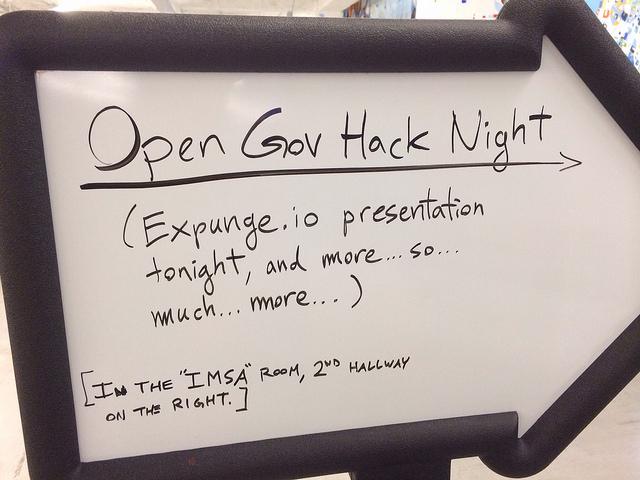 Open Gov Hack Night
(Expunge.io presentation
tonight, and more... so...
much... more...)
[IN THE "IMSA" ROOM, 2ND HALLWAY
ON THE RIGHT.]